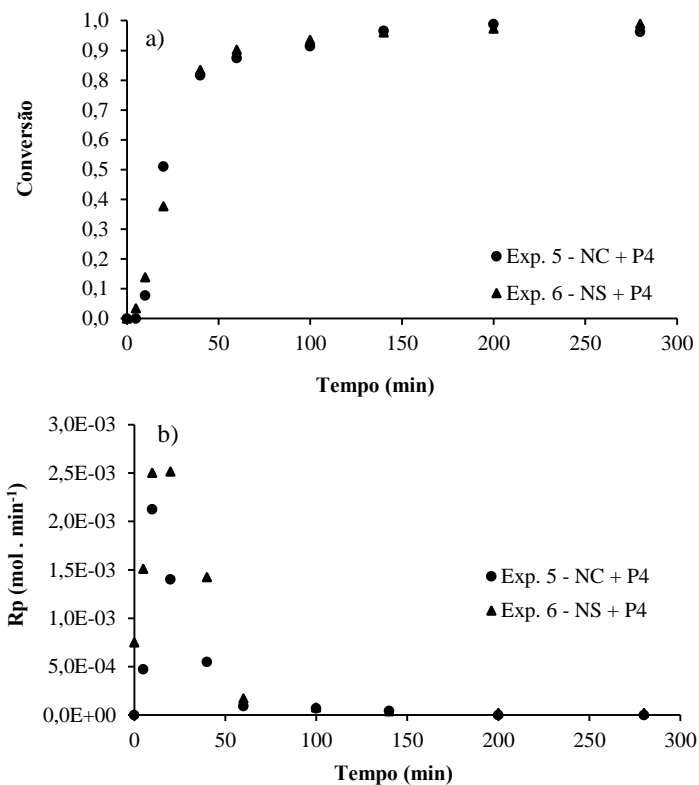 1,0
a)
0,9
0,8
0,7
0,6
0,5
0,4
0,3
0,2
0,1
0,0
Conversão
Exp. 5 - NC + P4
Exp. 6 - NS + P4
0 50 100 150 200 250 300
Tempo (min)
3,0E-03
b)
2,5E-03
2,0E-03
1,5E-03
1,0E-03
5,0E-04
0,0E+00
Rp (mol . min⁻¹)
Exp. 5 - NC + P4
Exp. 6 - NS + P4
0 50 100 150 200 250 300
Tempo (min)